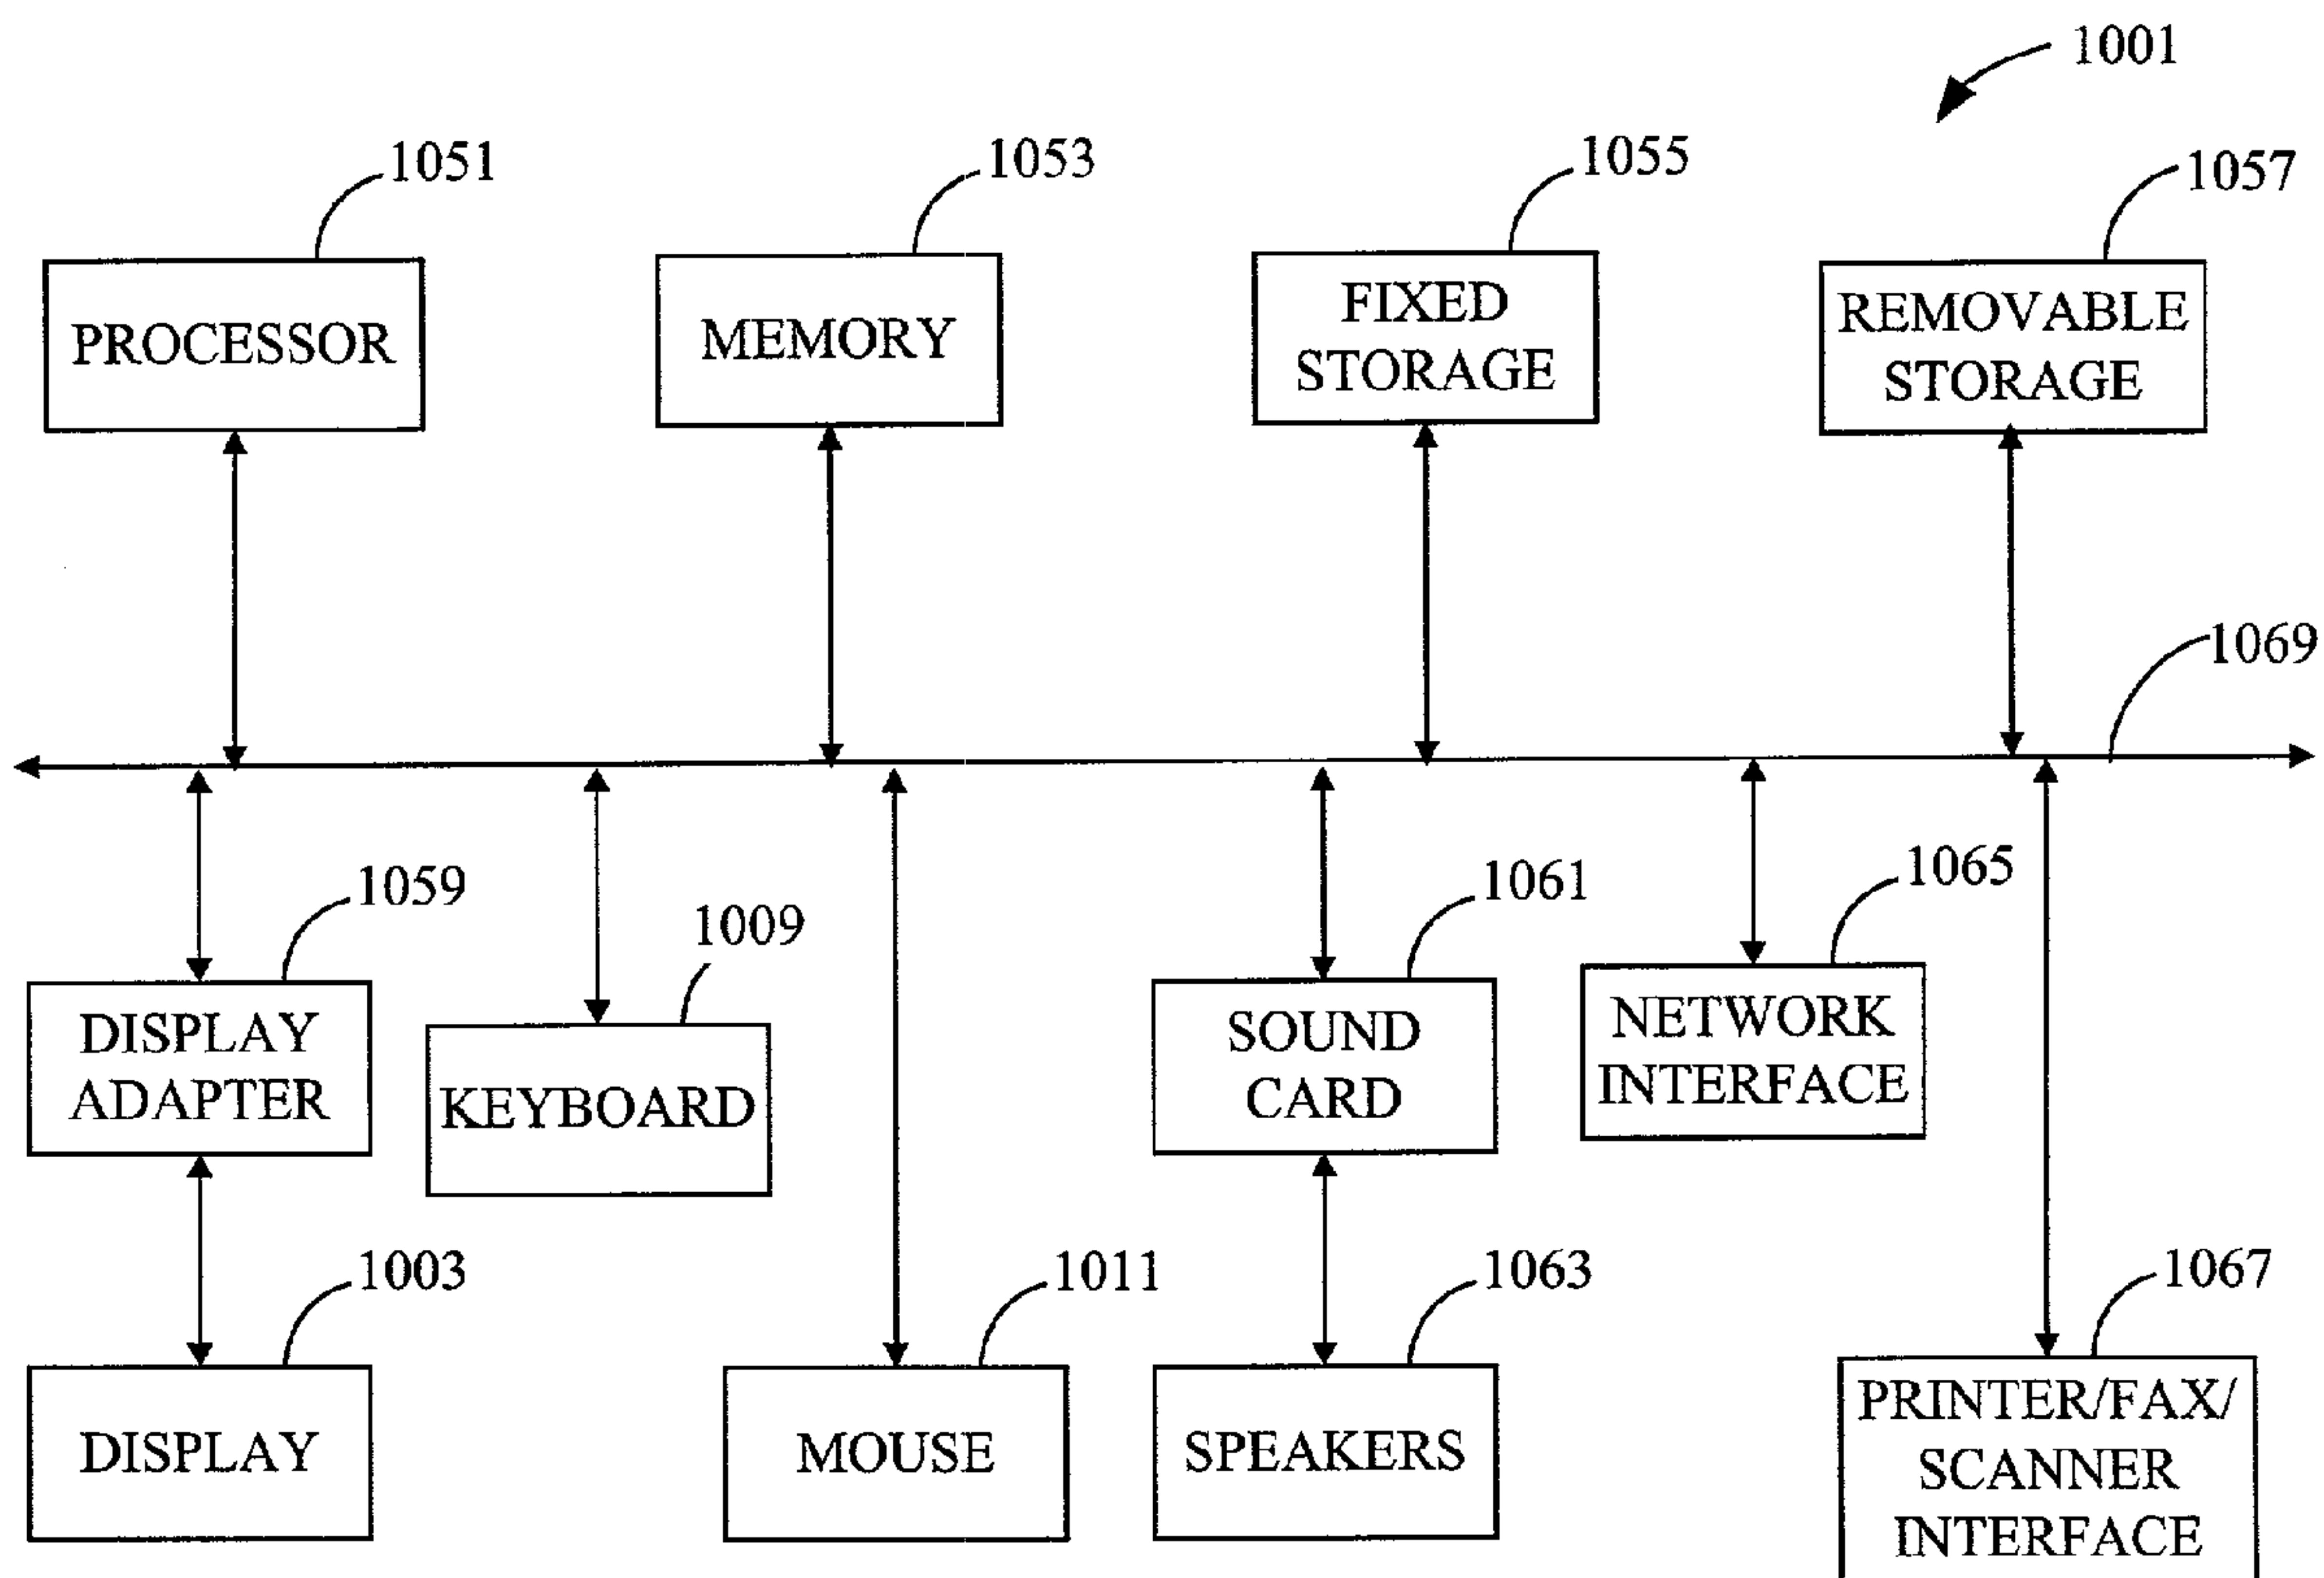 1001
1051
1053
1055
1057
PROCESSOR
MEMORY
FIXED
STORAGE
REMOVABLE
STORAGE
1069
1059
1009
1061
1065
DISPLAY
ADAPTER
KEYBOARD
SOUND
CARD
NETWORK
INTERFACE
1003
1011
1063
1067
DISPLAY
MOUSE
SPEAKERS
PRINTER/FAX/
SCANNER
INTERFACE